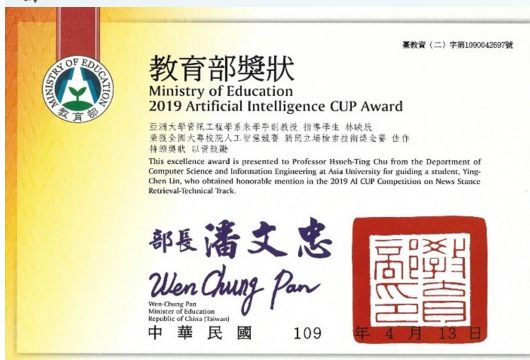 臺教資（二）字第1090042697號
MINISTRY OF EDUCATION
教育部
教育部獎狀
Ministry of Education
2019 Artificial Intelligence CUP Award
亞洲大學資訊工程學系朱學亭副教授 指導學生 林映辰
榮獲全國大專校院人工智慧競賽 新聞立場檢索技術獎金賽 佳作
特頒獎狀 以資鼓勵
This excellence award is presented to Professor Hsueh-Ting Chu from the Department of
Computer Science and Information Engineering at Asia University for guiding a student, Ying-
Chen Lin, who obtained honorable mention in the 2019 AI CUP Competition on News Stance
Retrieval-Technical Track.
部長 潘文忠
Wen Chung Pan
Wen-Chung Pan
Minister of Education
Republic of China (Taiwan)
中華民國 109 年 4 月 13 日